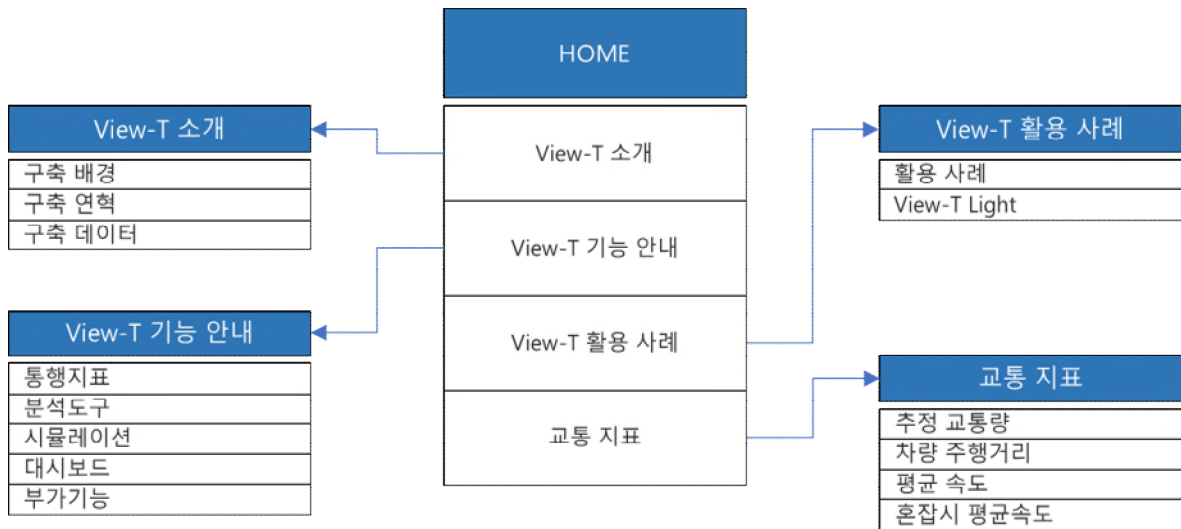 HOME
View-T 소개
View-T 기능 안내
View-T 활용 사례
교통 지표
View-T 소개
구축 배경
구축 연혁
구축 데이터
View-T 기능 안내
통행지표
분석도구
시뮬레이션
대시보드
부가기능
View-T 활용 사례
활용 사례
View-T Light
교통 지표
추정 교통량
차량 주행거리
평균 속도
혼잡시 평균속도